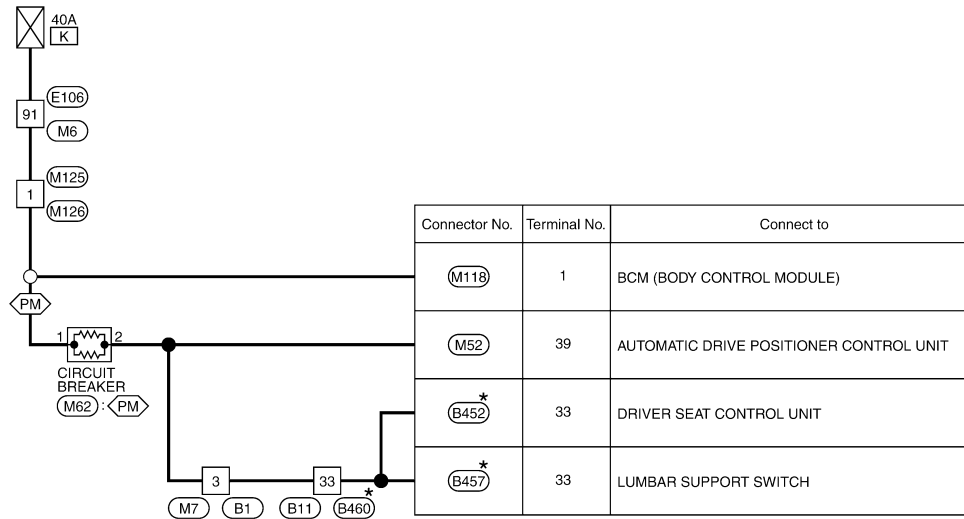 40A
K
E106
91
M6
M125
1
M126
Connector No. Terminal No. Connect to
M118 1 BCM (BODY CONTROL MODULE)
PM
1 2
M52 39 AUTOMATIC DRIVE POSITIONER CONTROL UNIT
CIRCUIT
BREAKER
M62 : PM
B452 * 33 DRIVER SEAT CONTROL UNIT
B457 * 33 LUMBAR SUPPORT SWITCH
3 33
M7 B1 B11 B460 *